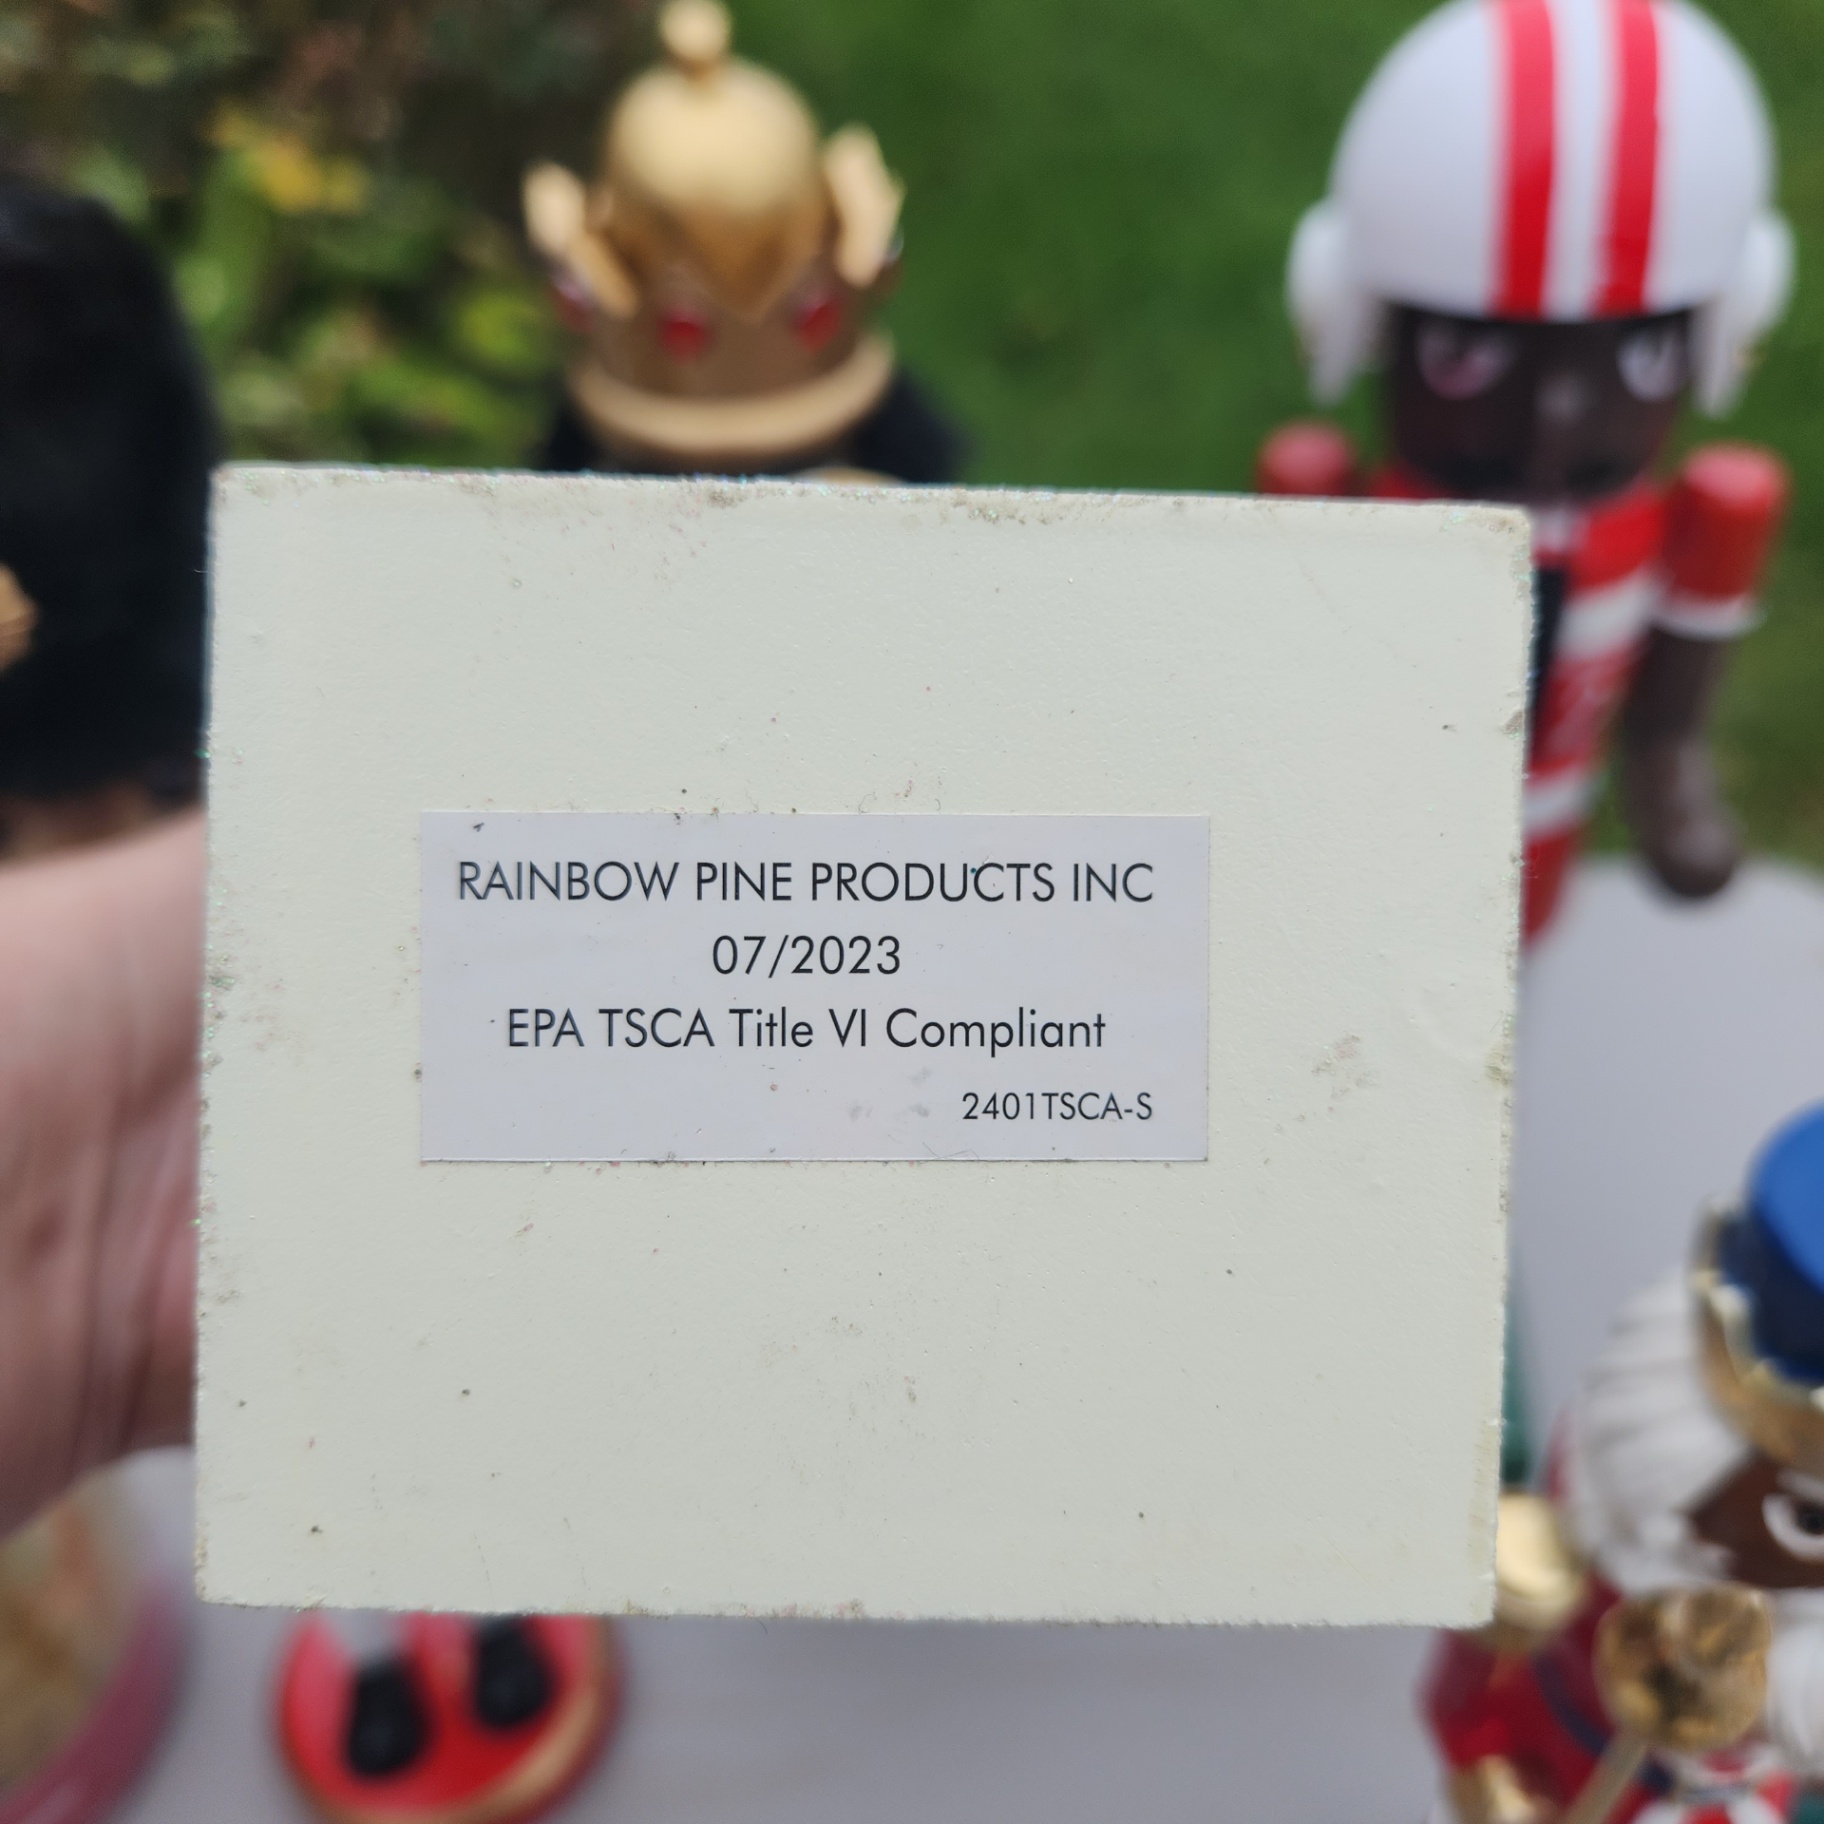 RAINBOW PINE PRODUCTS INC
07/2023
EPA TSCA Title VI Compliant
2401TSCA-S